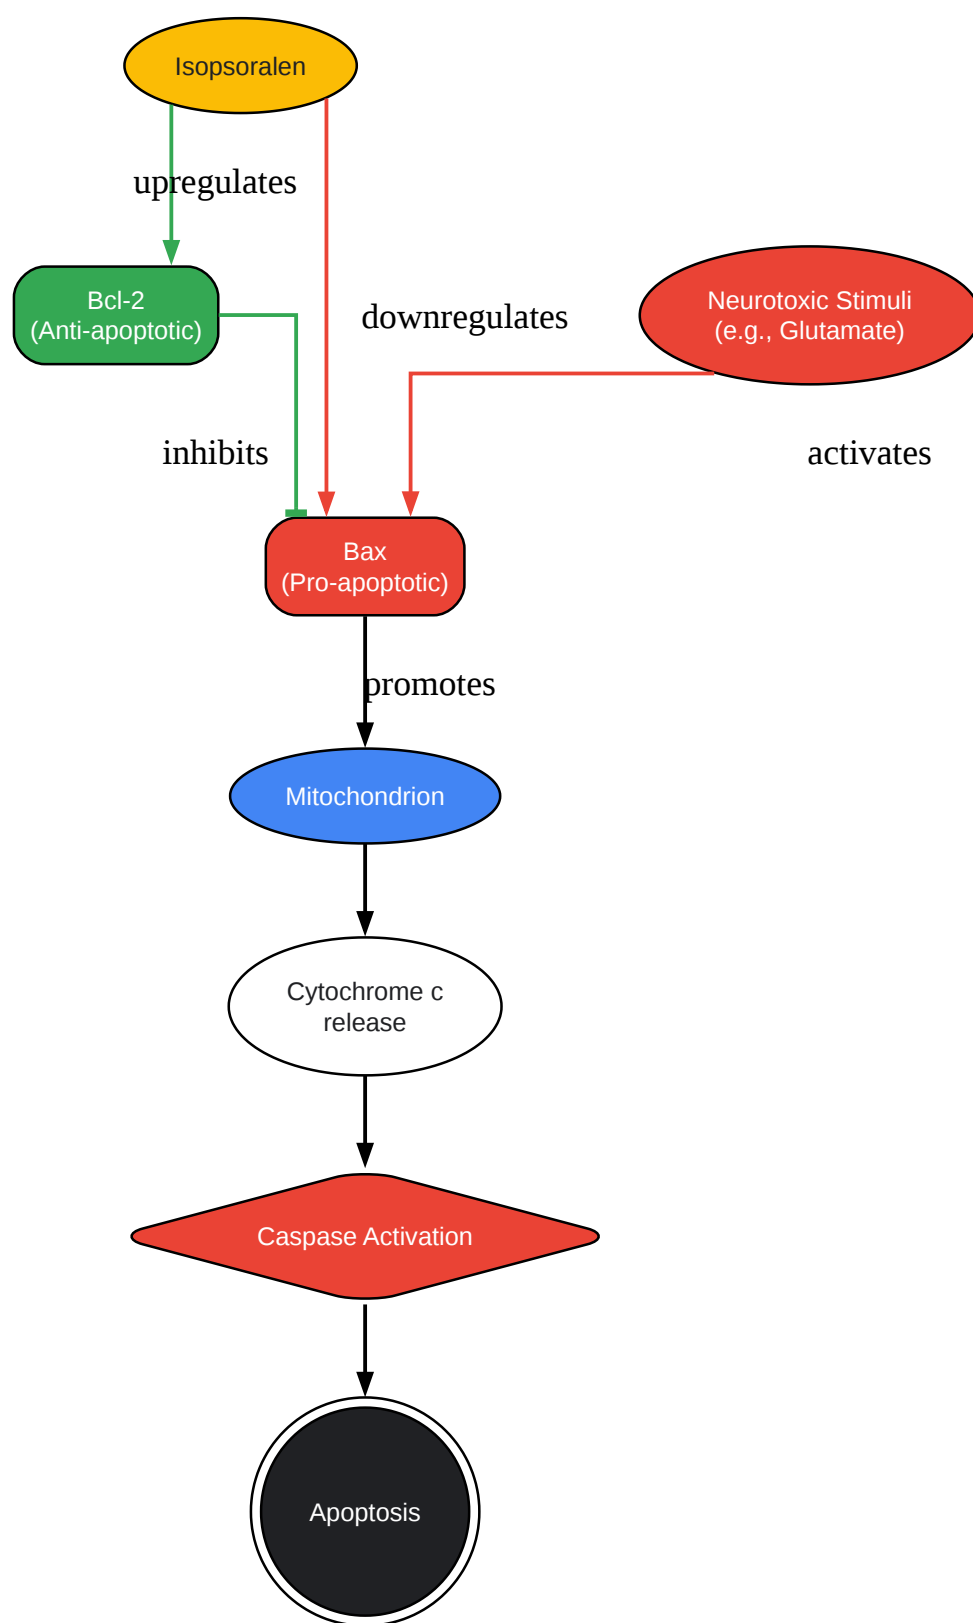 Isopsoralen
upregulates
Bcl-2
(Anti-apoptotic)
downregulates
Neurotoxic Stimuli
(e.g., Glutamate)
inhibits
activates
Bax
(Pro-apoptotic)
promotes
Mitochondrion
Cytochrome c
release
Caspase Activation
Apoptosis